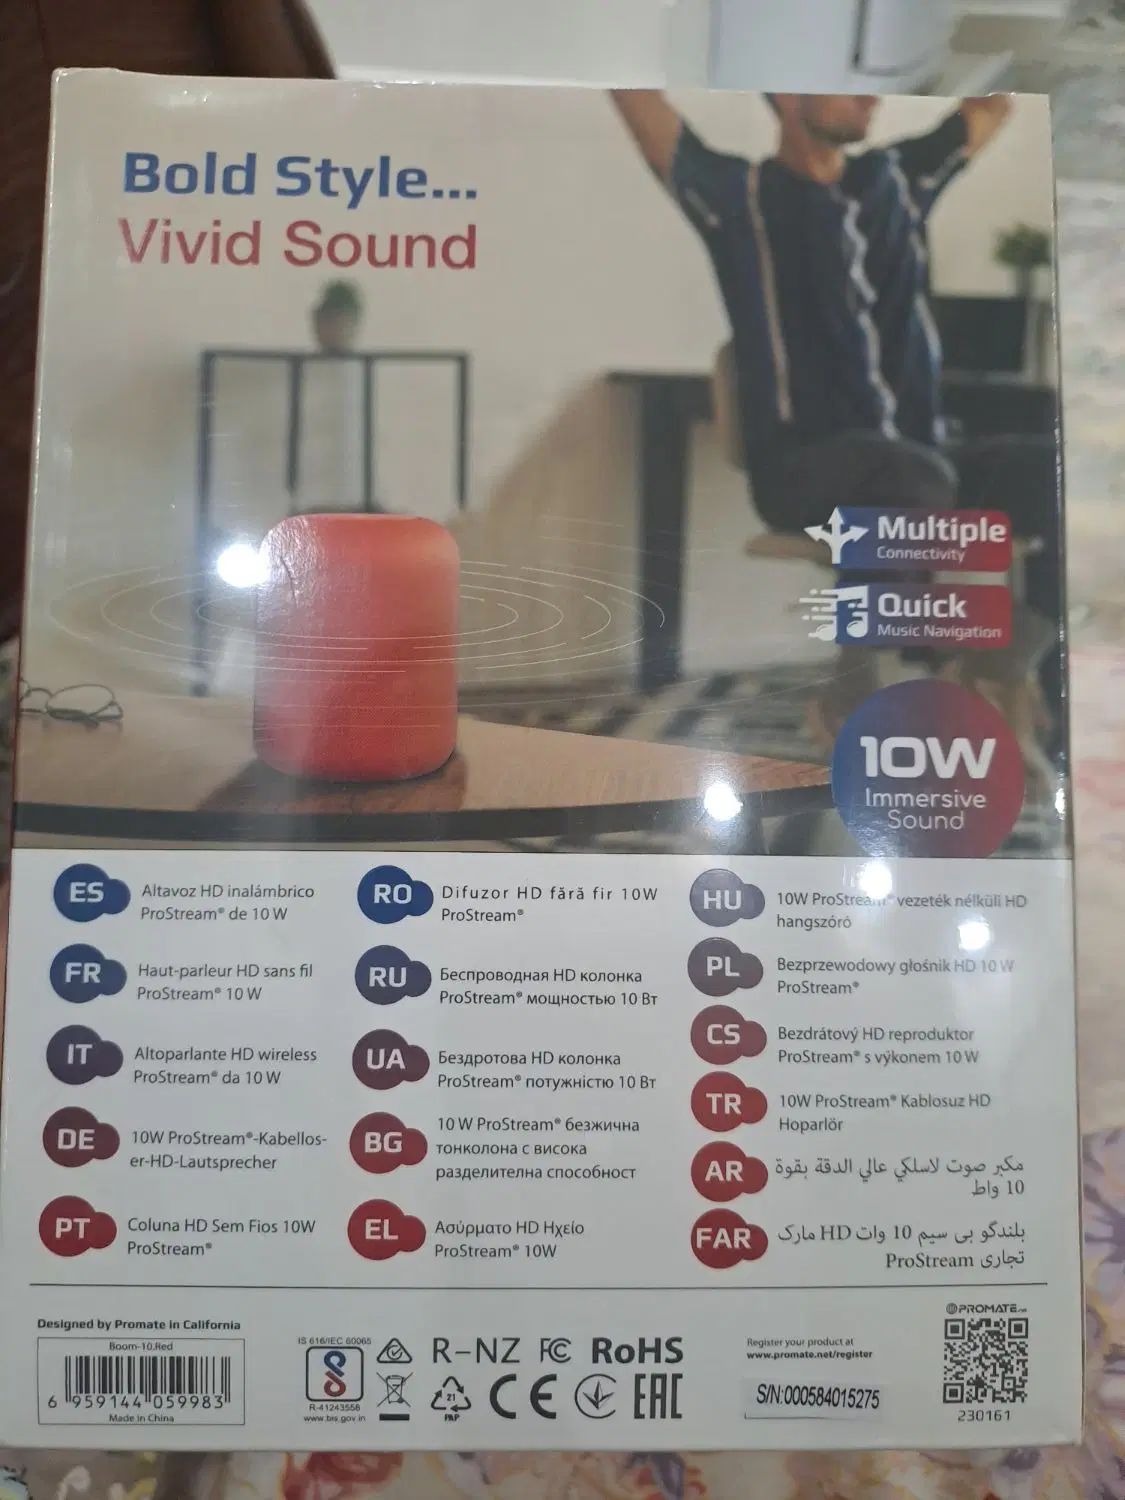 Bold Style...
Vivid Sound
Multiple
Connectivity
Quick
Music Navigation
10W
Immersive
Sound
ES
Altavoz HD inalámbrico
ProStream® de 10 W
FR
Haut-parleur HD sans fil
ProStream® 10 W
IT
Altoparlante HD wireless
ProStream® da 10 W
DE
10W ProStream®-Kabellos-
er-HD-Lautsprecher
PT
Coluna HD Sem Fios 10W
ProStream®
RO
Difuzor HD fără fir 10W
ProStream®
RU
Беспроводная HD колонка
ProStream® мощностью 10 Вт
UA
Бездротова HD колонка
ProStream® потужністю 10 Вт
BG
10 W ProStream® безжична
тонколона с висока
разделителна способност
EL
Ασύρματο HD Ηχείο
ProStream® 10W
HU
10W ProStream® vezeték nélküli HD
hangszóró
PL
Bezprzewodowy głośnik HD 10 W
ProStream®
CS
Bezdrátový HD reproduktor
ProStream® s výkonem 10 W
TR
10W ProStream® Kablosuz HD
Hoparlör
AR
مكبر صوت لاسلكي عالي الدقة بقوة
10 واط
FAR
بلندگو بی سیم 10 وات HD مارک
تجاری ProStream
Designed by Promate in California
Boom-10.Red
6 959144 059983
Made in China
IS 616/IEC 60065
R-41243558
www.bis.gov.in
R-NZ
FC
RoHS
21
PAP
CE
EAC
Register your product at
www.promate.net/register
S/N:000584015275
PROMATE.net
230161